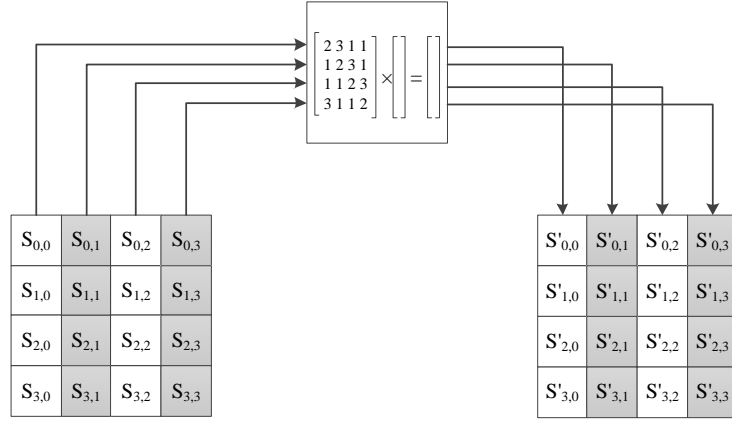 2 3 1 1
1 2 3 1 × =
1 1 2 3
3 1 1 2
S0,0 S0,1 S0,2 S0,3
S1,0 S1,1 S1,2 S1,3
S2,0 S2,1 S2,2 S2,3
S3,0 S3,1 S3,2 S3,3
S'0,0 S'0,1 S'0,2 S'0,3
S'1,0 S'1,1 S'1,2 S'1,3
S'2,0 S'2,1 S'2,2 S'2,3
S'3,0 S'3,1 S'3,2 S'3,3